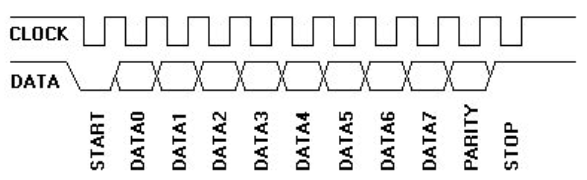 CLOCK
DATA
START
DATA0
DATA1
DATA2
DATA3
DATA4
DATA5
DATA6
DATA7
PARITY
STOP